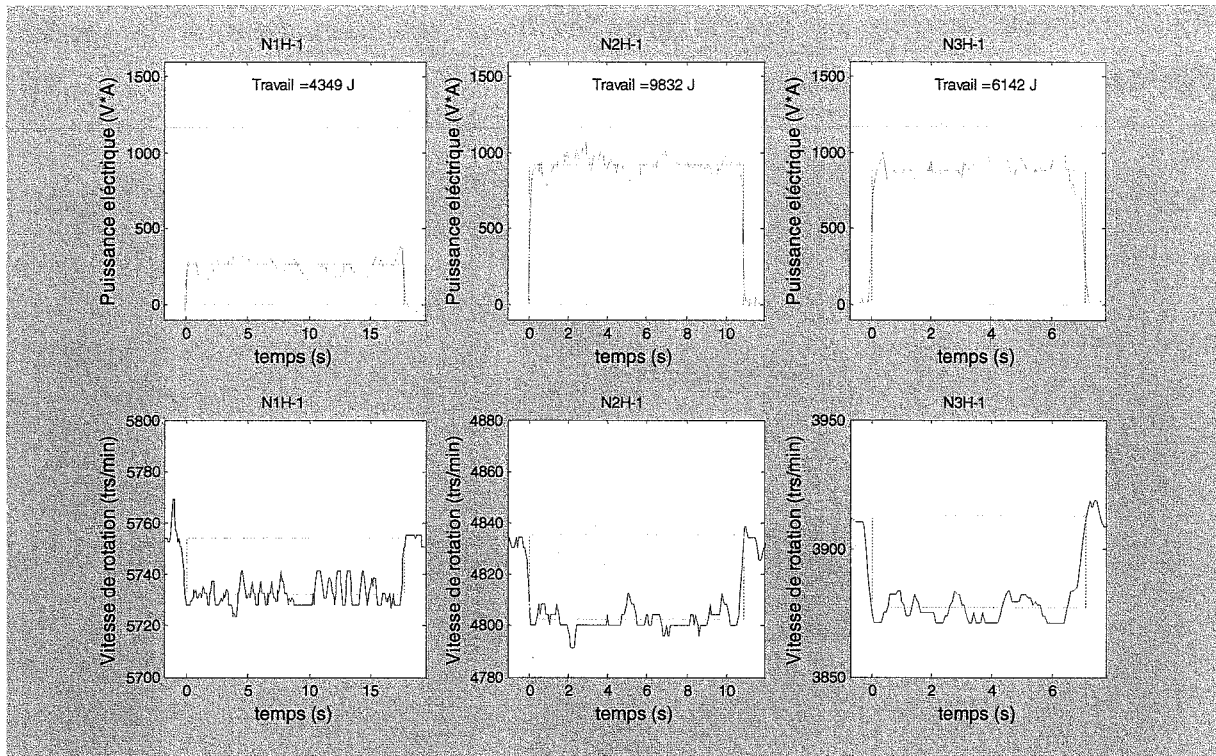 N1H-1
N2H-1
N3H-1
Travail =4349 J
Travail =9832 J
Travail =6142 J
Puissance eléctrique (V*A)
Puissance eléctrique (V*A)
Puissance eléctrique (V*A)
1500
1000
500
0
1500
1000
500
0
1500
1000
500
0
0 5 10 15
0 2 4 6 8 10
0 2 4 6
temps (s)
temps (s)
temps (s)
N1H-1
N2H-1
N3H-1
Vitesse de rotation (trs/min)
Vitesse de rotation (trs/min)
Vitesse de rotation (trs/min)
5800
5780
5760
5740
5720
5700
4880
4860
4840
4820
4800
4780
3950
3900
3850
0 5 10 15
0 2 4 6 8 10
0 2 4 6
temps (s)
temps (s)
temps (s)